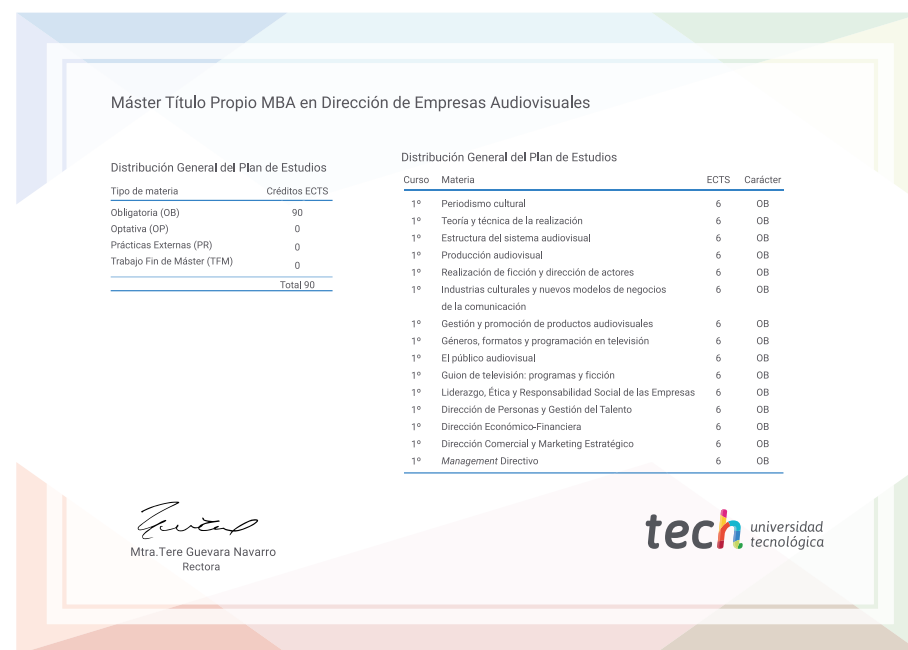 Máster Título Propio MBA en Dirección de Empresas Audiovisuales
Distribución General del Plan de Estudios
Tipo de materia Créditos ECTS
Obligatoria (OB) 90
Optativa (OP) 0
Prácticas Externas (PR) 0
Trabajo Fin de Máster (TFM) 0
Total 90
Distribución General del Plan de Estudios
Curso Materia ECTS Carácter
1º Periodismo cultural 6 OB
1º Teoría y técnica de la realización 6 OB
1º Estructura del sistema audiovisual 6 OB
1º Producción audiovisual 6 OB
1º Realización de ficción y dirección de actores 6 OB
1º Industrias culturales y nuevos modelos de negocios 6 OB
de la comunicación
1º Gestión y promoción de productos audiovisuales 6 OB
1º Géneros, formatos y programación en televisión 6 OB
1º El público audiovisual 6 OB
1º Guion de televisión: programas y ficción 6 OB
1º Liderazgo, Ética y Responsabilidad Social de las Empresas 6 OB
1º Dirección de Personas y Gestión del Talento 6 OB
1º Dirección Económico-Financiera 6 OB
1º Dirección Comercial y Marketing Estratégico 6 OB
1º Management Directivo 6 OB
Mtra.Tere Guevara Navarro
Rectora
tech universidad
tecnológica